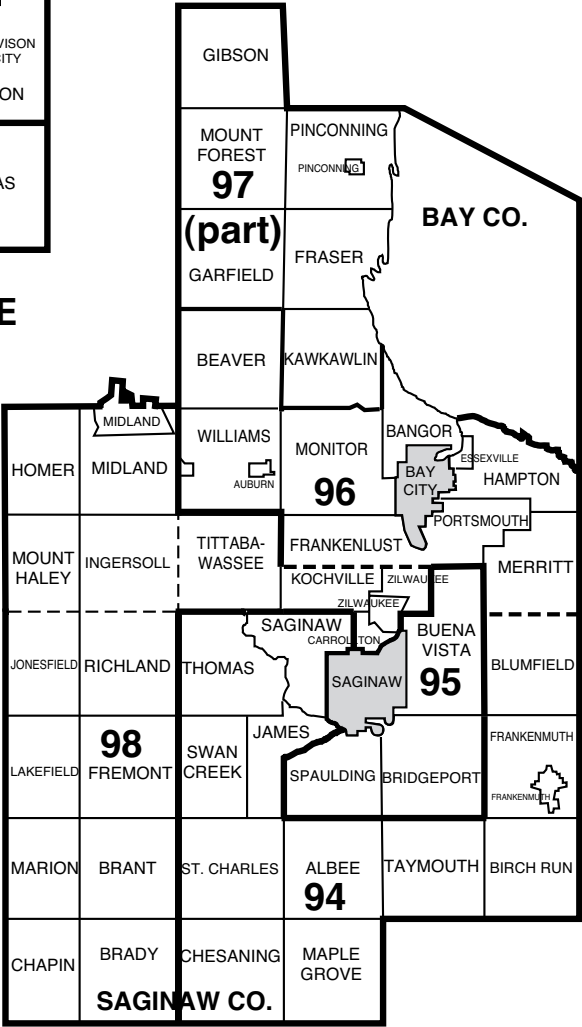 VISON
CITY
ON
AS
E
GIBSON
MOUNT
FOREST
97
(part)
GARFIELD
PINCONNING
PINCONNING
FRASER
BAY CO.
BEAVER
KAWKAWLIN
MIDLAND
HOMER
MIDLAND
WILLIAMS
AUBURN
MONITOR
96
BANGOR
BAY
CITY
ESSEXVILLE
HAMPTON
PORTSMOUTH
MOUNT
HALEY
INGERSOLL
TITTABA-
WASSEE
FRANKENLUST
MERRITT
KOCHVILLE
ZILWAUKEE
ZILWAUKEE
SAGINAW
CARROLLTON
BUENA
VISTA
95
JONESFIELD
RICHLAND
THOMAS
SAGINAW
BLUMFIELD
JAMES
98
LAKEFIELD
FREMONT
SWAN
CREEK
SPAULDING
BRIDGEPORT
FRANKENMUTH
FRANKENMUTH
MARION
BRANT
ST. CHARLES
ALBEE
94
TAYMOUTH
BIRCH RUN
CHAPIN
BRADY
CHESANING
MAPLE
GROVE
SAGINAW CO.